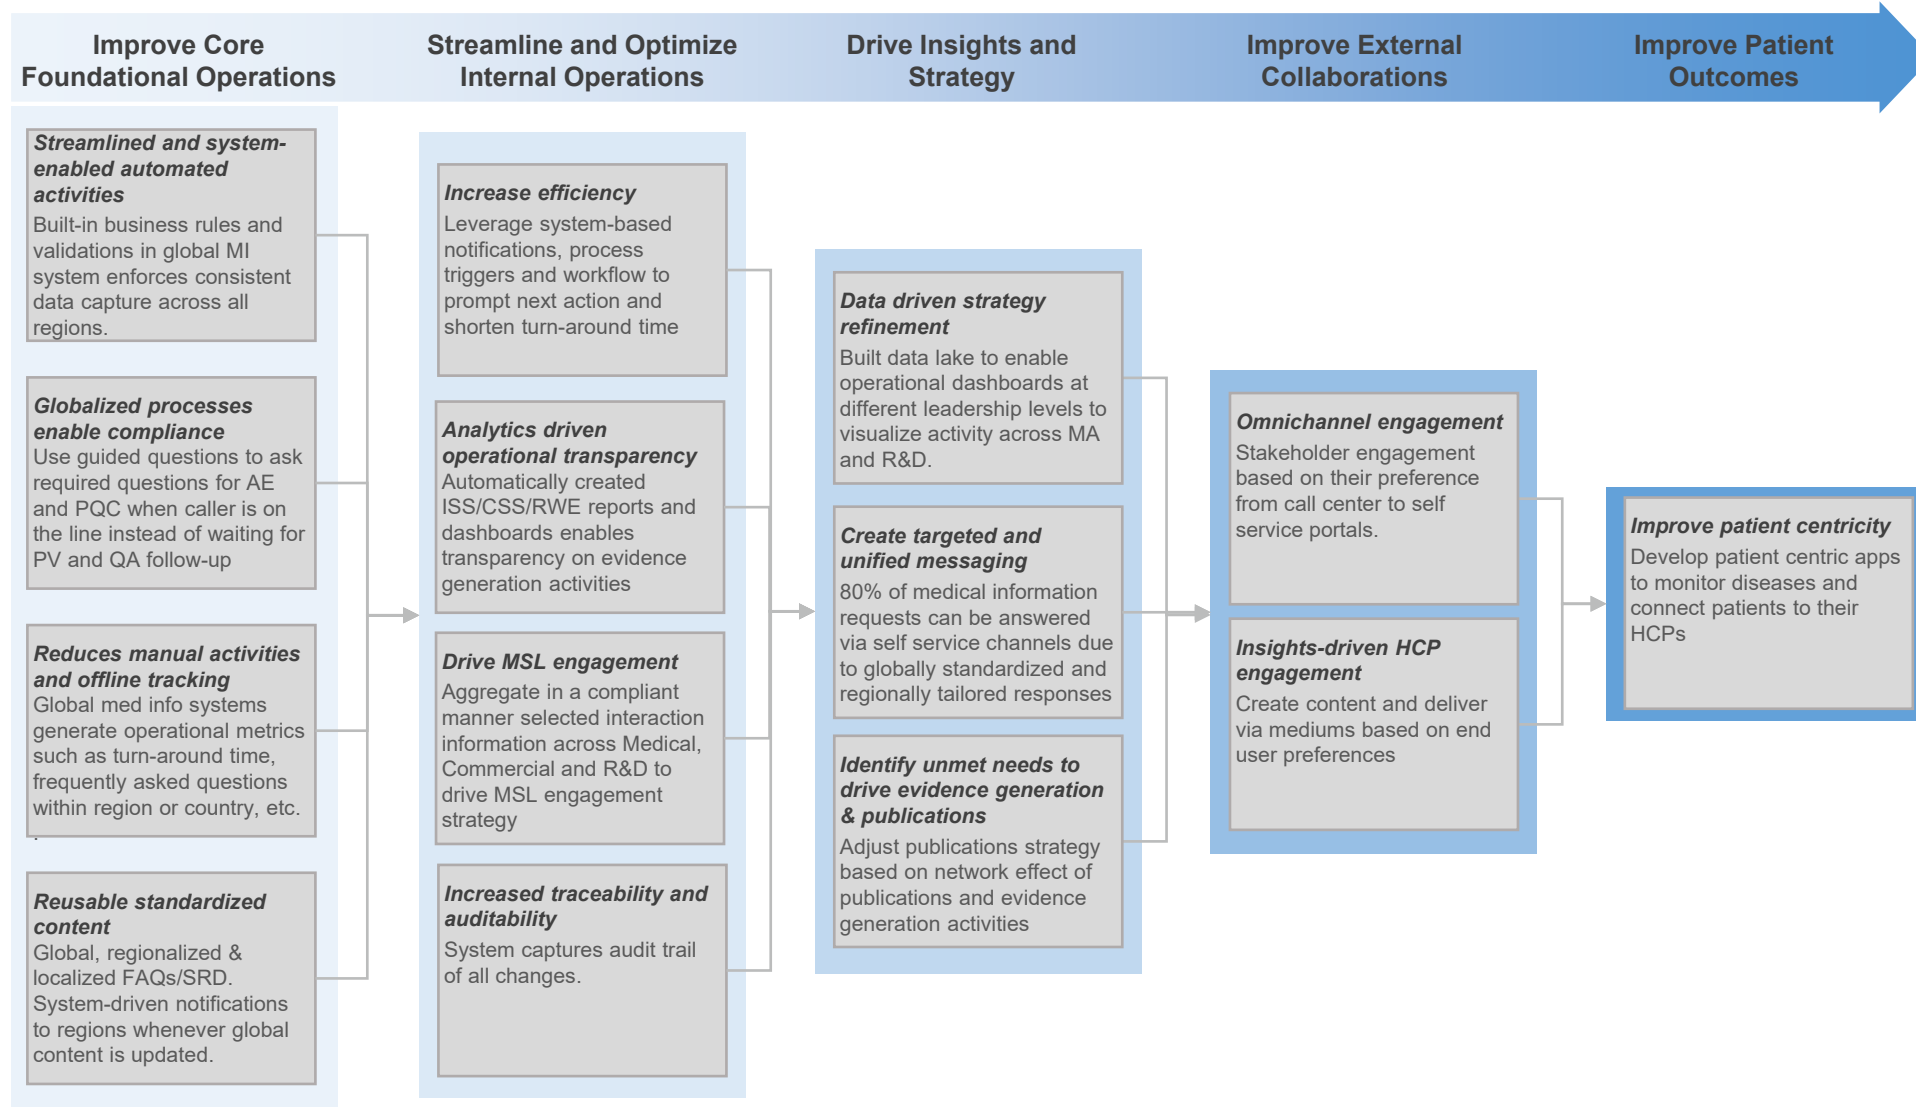 Improve Core
Foundational Operations
Streamline and Optimize
Internal Operations
Drive Insights and
Strategy
Improve External
Collaborations
Improve Patient
Outcomes
Streamlined and system-
enabled automated
activities
Built-in business rules and
validations in global MI
system enforces consistent
data capture across all
regions.
Globalized processes
enable compliance
Use guided questions to ask
required questions for AE
and PQC when caller is on
the line instead of waiting for
PV and QA follow-up
Reduces manual activities
and offline tracking
Global med info systems
generate operational metrics
such as turn-around time,
frequently asked questions
within region or country, etc.
.
Reusable standardized
content
Global, regionalized &
localized FAQs/SRD.
System-driven notifications
to regions whenever global
content is updated.
Increase efficiency
Leverage system-based
notifications, process
triggers and workflow to
prompt next action and
shorten turn-around time
Analytics driven
operational transparency
Automatically created
ISS/CSS/RWE reports and
dashboards enables
transparency on evidence
generation activities
Drive MSL engagement
Aggregate in a compliant
manner selected interaction
information across Medical,
Commercial and R&D to
drive MSL engagement
strategy
Increased traceability and
auditability
System captures audit trail
of all changes.
Data driven strategy
refinement
Built data lake to enable
operational dashboards at
different leadership levels to
visualize activity across MA
and R&D.
Create targeted and
unified messaging
80% of medical information
requests can be answered
via self service channels due
to globally standardized and
regionally tailored responses
Identify unmet needs to
drive evidence generation
& publications
Adjust publications strategy
based on network effect of
publications and evidence
generation activities
Omnichannel engagement
Stakeholder engagement
based on their preference
from call center to self
service portals.
Insights-driven HCP
engagement
Create content and deliver
via mediums based on end
user preferences
Improve patient centricity
Develop patient centric apps
to monitor diseases and
connect patients to their
HCPs